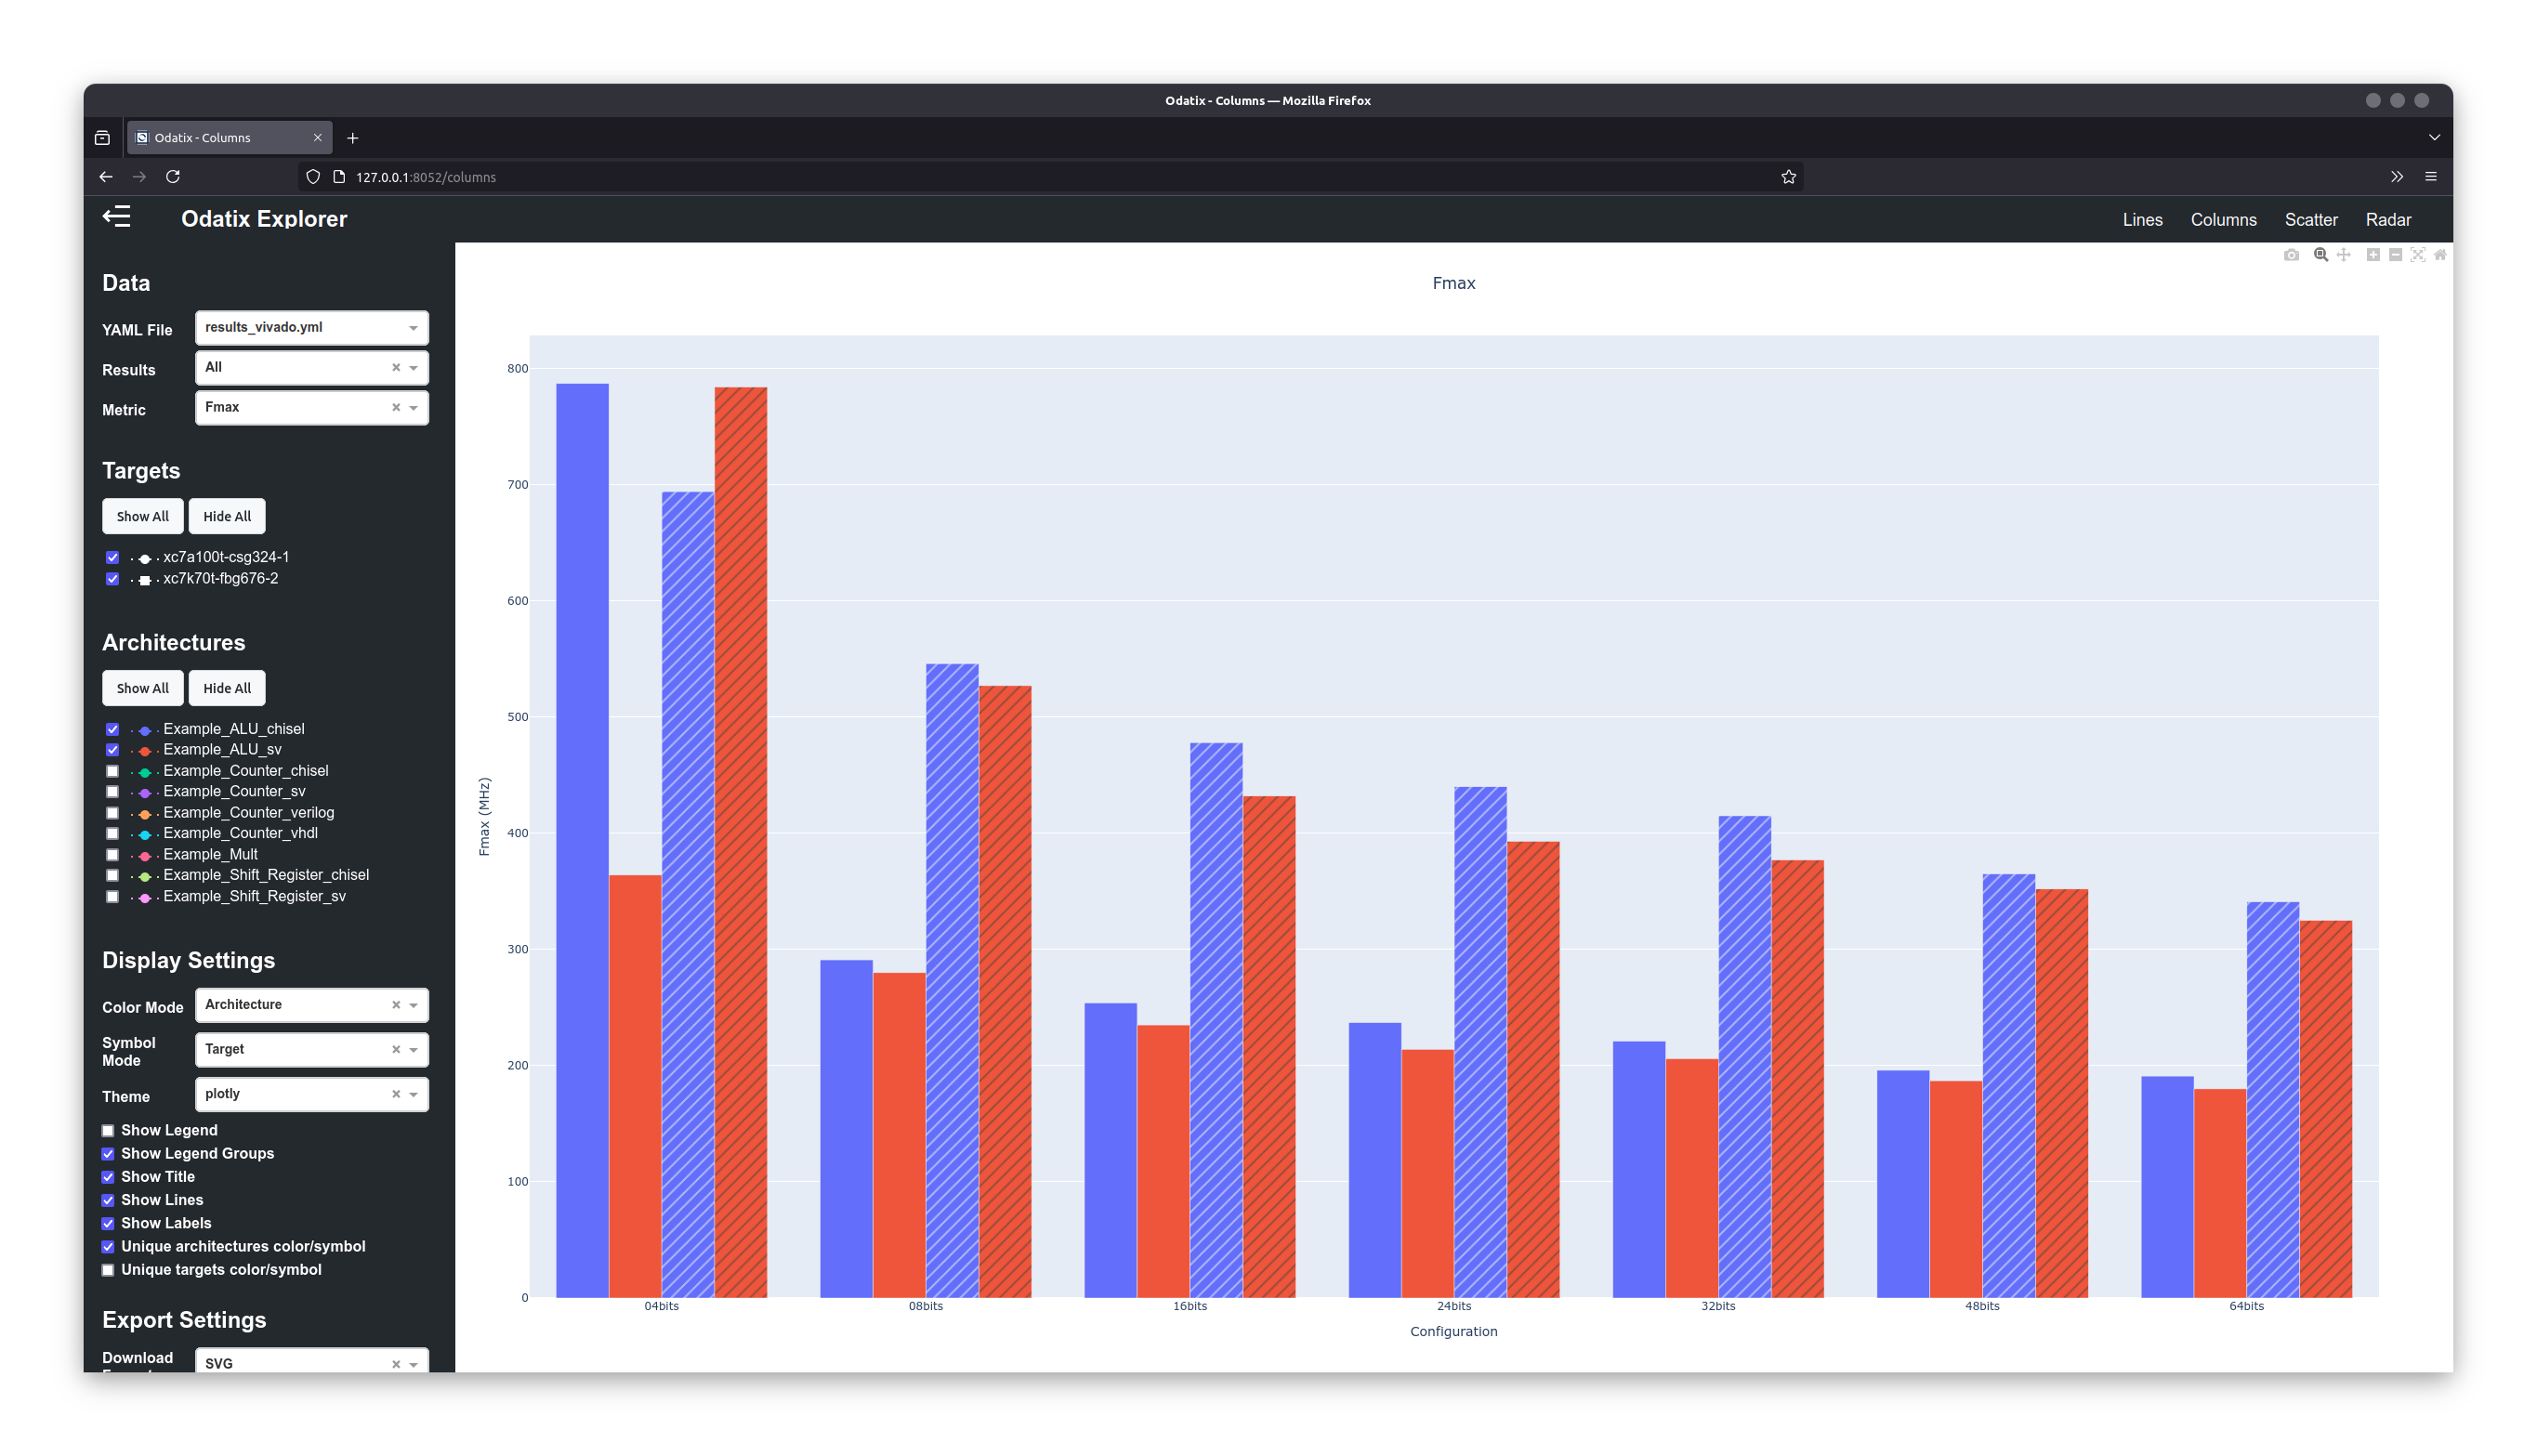 Odatix - Columns — Mozilla Firefox
Odatix - Columns
127.0.0.1:8052/columns
Odatix Explorer
Lines Columns Scatter Radar
Data
YAML File results_vivado.yml
Results All
Metric Fmax
Targets
Show All Hide All
xc7a100t-csg324-1
xc7k70t-fbg676-2
Architectures
Show All Hide All
Example_ALU_chisel
Example_ALU_sv
Example_Counter_chisel
Example_Counter_sv
Example_Counter_verilog
Example_Counter_vhdl
Example_Mult
Example_Shift_Register_chisel
Example_Shift_Register_sv
Display Settings
Color Mode Architecture
Symbol
Mode
Target
Theme plotly
Show Legend
Show Legend Groups
Show Title
Show Lines
Show Labels
Unique architectures color/symbol
Unique targets color/symbol
Export Settings
Download
SVG
Fmax
800
700
600
500
400
300
200
100
0
Fmax (MHz)
04bits 08bits 16bits 24bits 32bits 48bits 64bits
Configuration